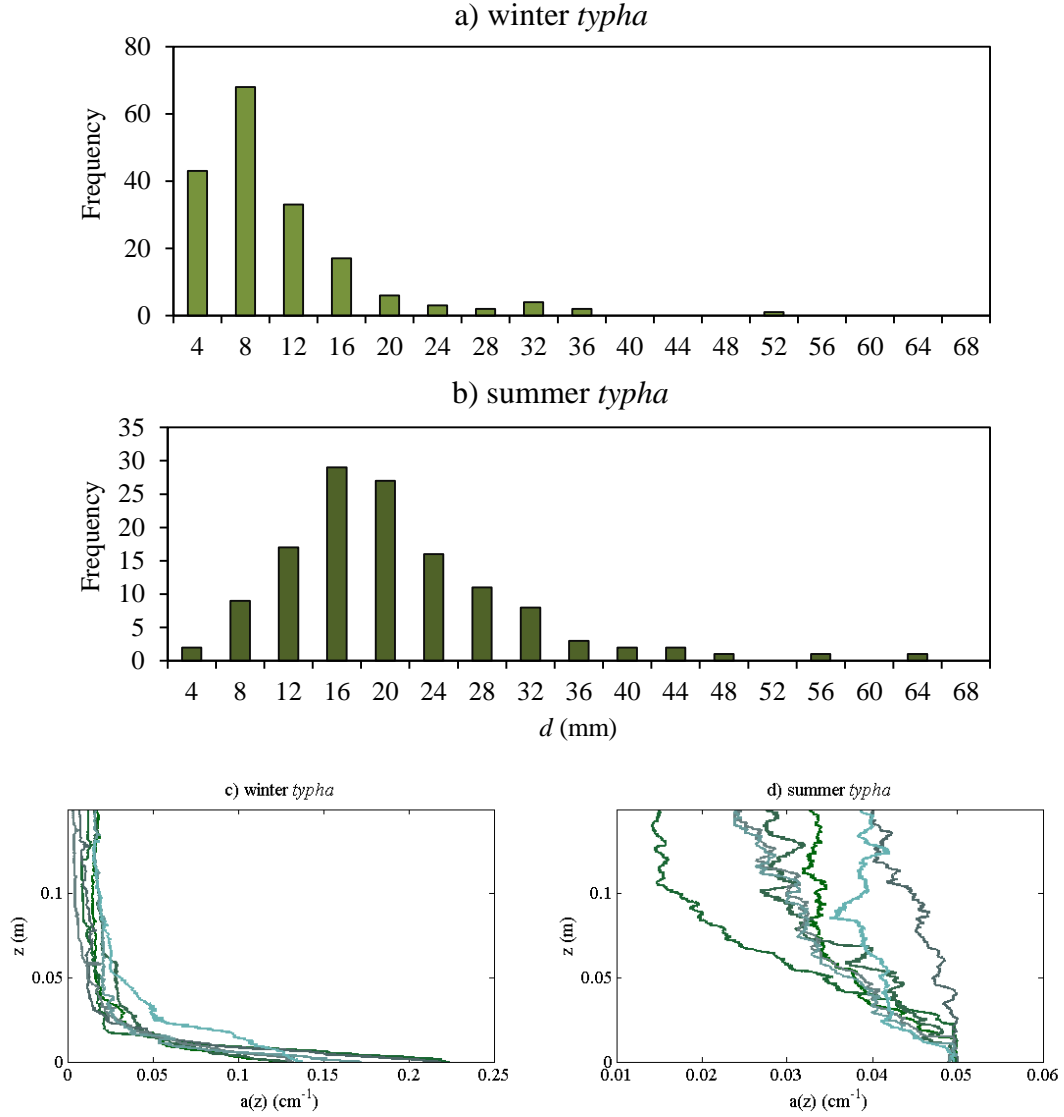 a) winter typha
80
60
40
20
0
Frequency
4 8 12 16 20 24 28 32 36 40 44 48 52 56 60 64 68
b) summer typha
35
30
25
20
15
10
5
0
Frequency
4 8 12 16 20 24 28 32 36 40 44 48 52 56 60 64 68
d (mm)
c) winter typha
0.1
0.05
0
z (m)
0 0.05 0.1 0.15 0.2 0.25
a(z) (cm⁻¹)
d) summer typha
0.1
0.05
0
z (m)
0.01 0.02 0.03 0.04 0.05 0.06
a(z) (cm⁻¹)